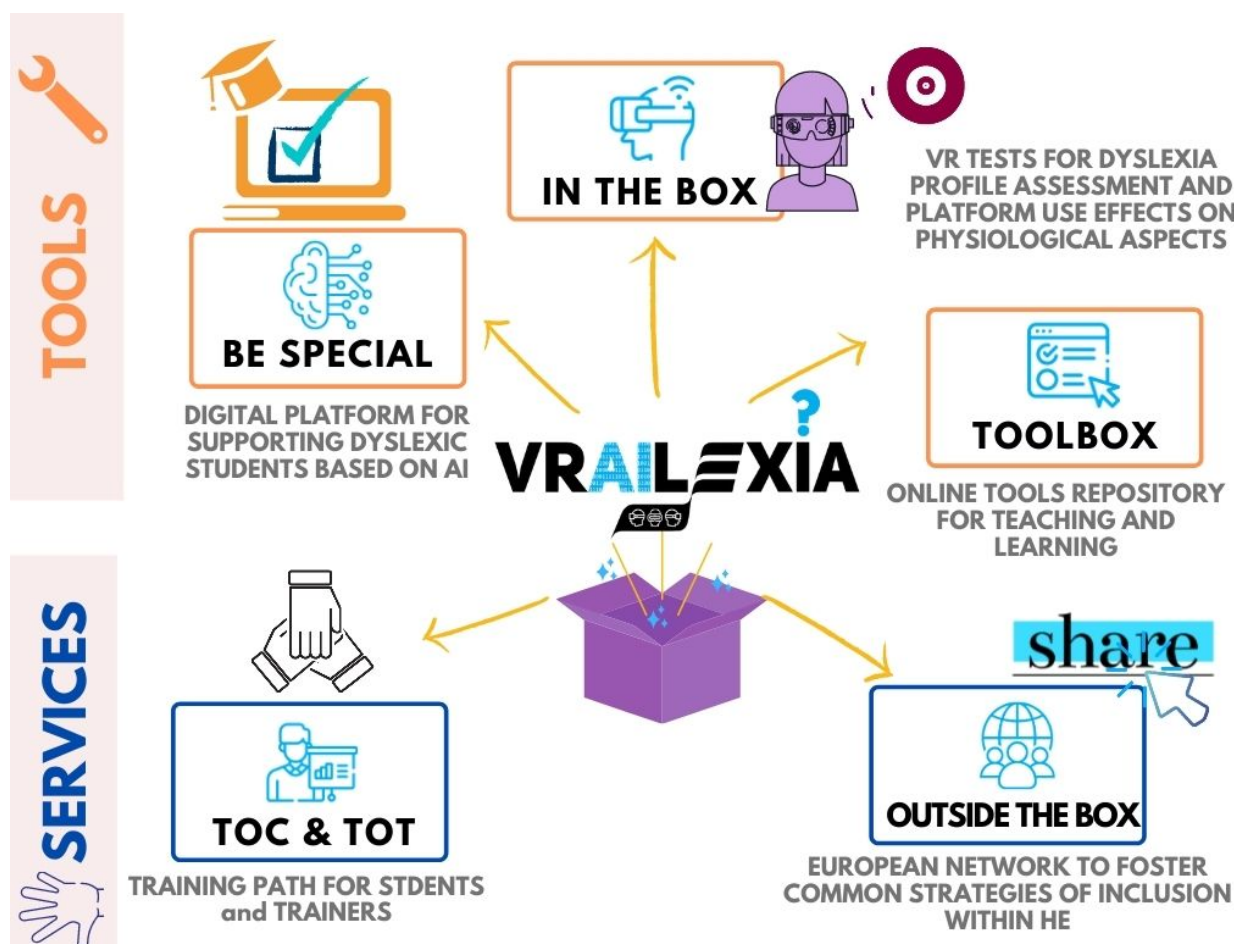 TOOLS
IN THE BOX
VR TESTS FOR DYSLEXIA
PROFILE ASSESSMENT AND
PLATFORM USE EFFECTS ON
PHYSIOLOGICAL ASPECTS
BE SPECIAL
DIGITAL PLATFORM FOR
SUPPORTING DYSLEXIC
STUDENTS BASED ON AI
?
VRAILEXIA
TOOLBOX
ONLINE TOOLS REPOSITORY
FOR TEACHING AND
LEARNING
SERVICES
TOC & TOT
TRAINING PATH FOR STDENTS
and TRAINERS
share
OUTSIDE THE BOX
EUROPEAN NETWORK TO FOSTER
COMMON STRATEGIES OF INCLUSION
WITHIN HE